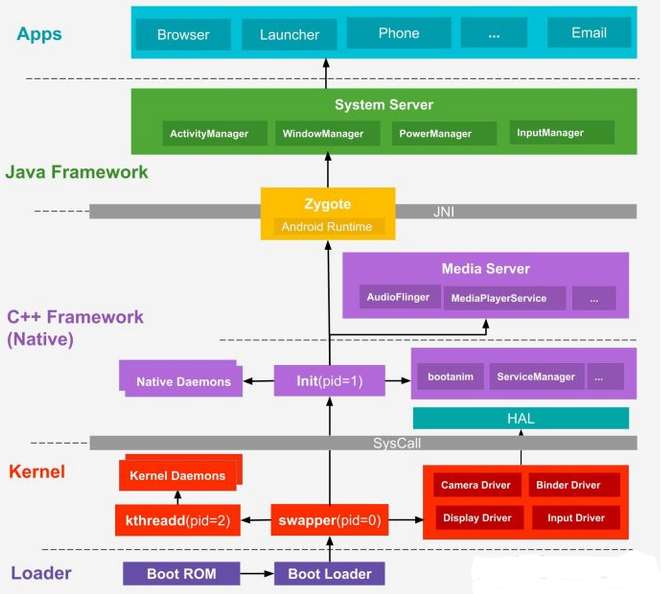 Apps
Browser
Launcher
Phone
...
Email
System Server
ActivityManager
WindowManager
PowerManager
InputManager
Java Framework
Zygote
Android Runtime
JNI
Media Server
AudioFlinger
MediaPlayerService
...
C++ Framework
(Native)
Native Daemons
Init(pid=1)
bootanim
ServiceManager
...
HAL
SysCall
Kernel
Kernel Daemons
Camera Driver
Binder Driver
kthreadd(pid=2)
swapper(pid=0)
Display Driver
Input Driver
Loader
Boot ROM
Boot Loader